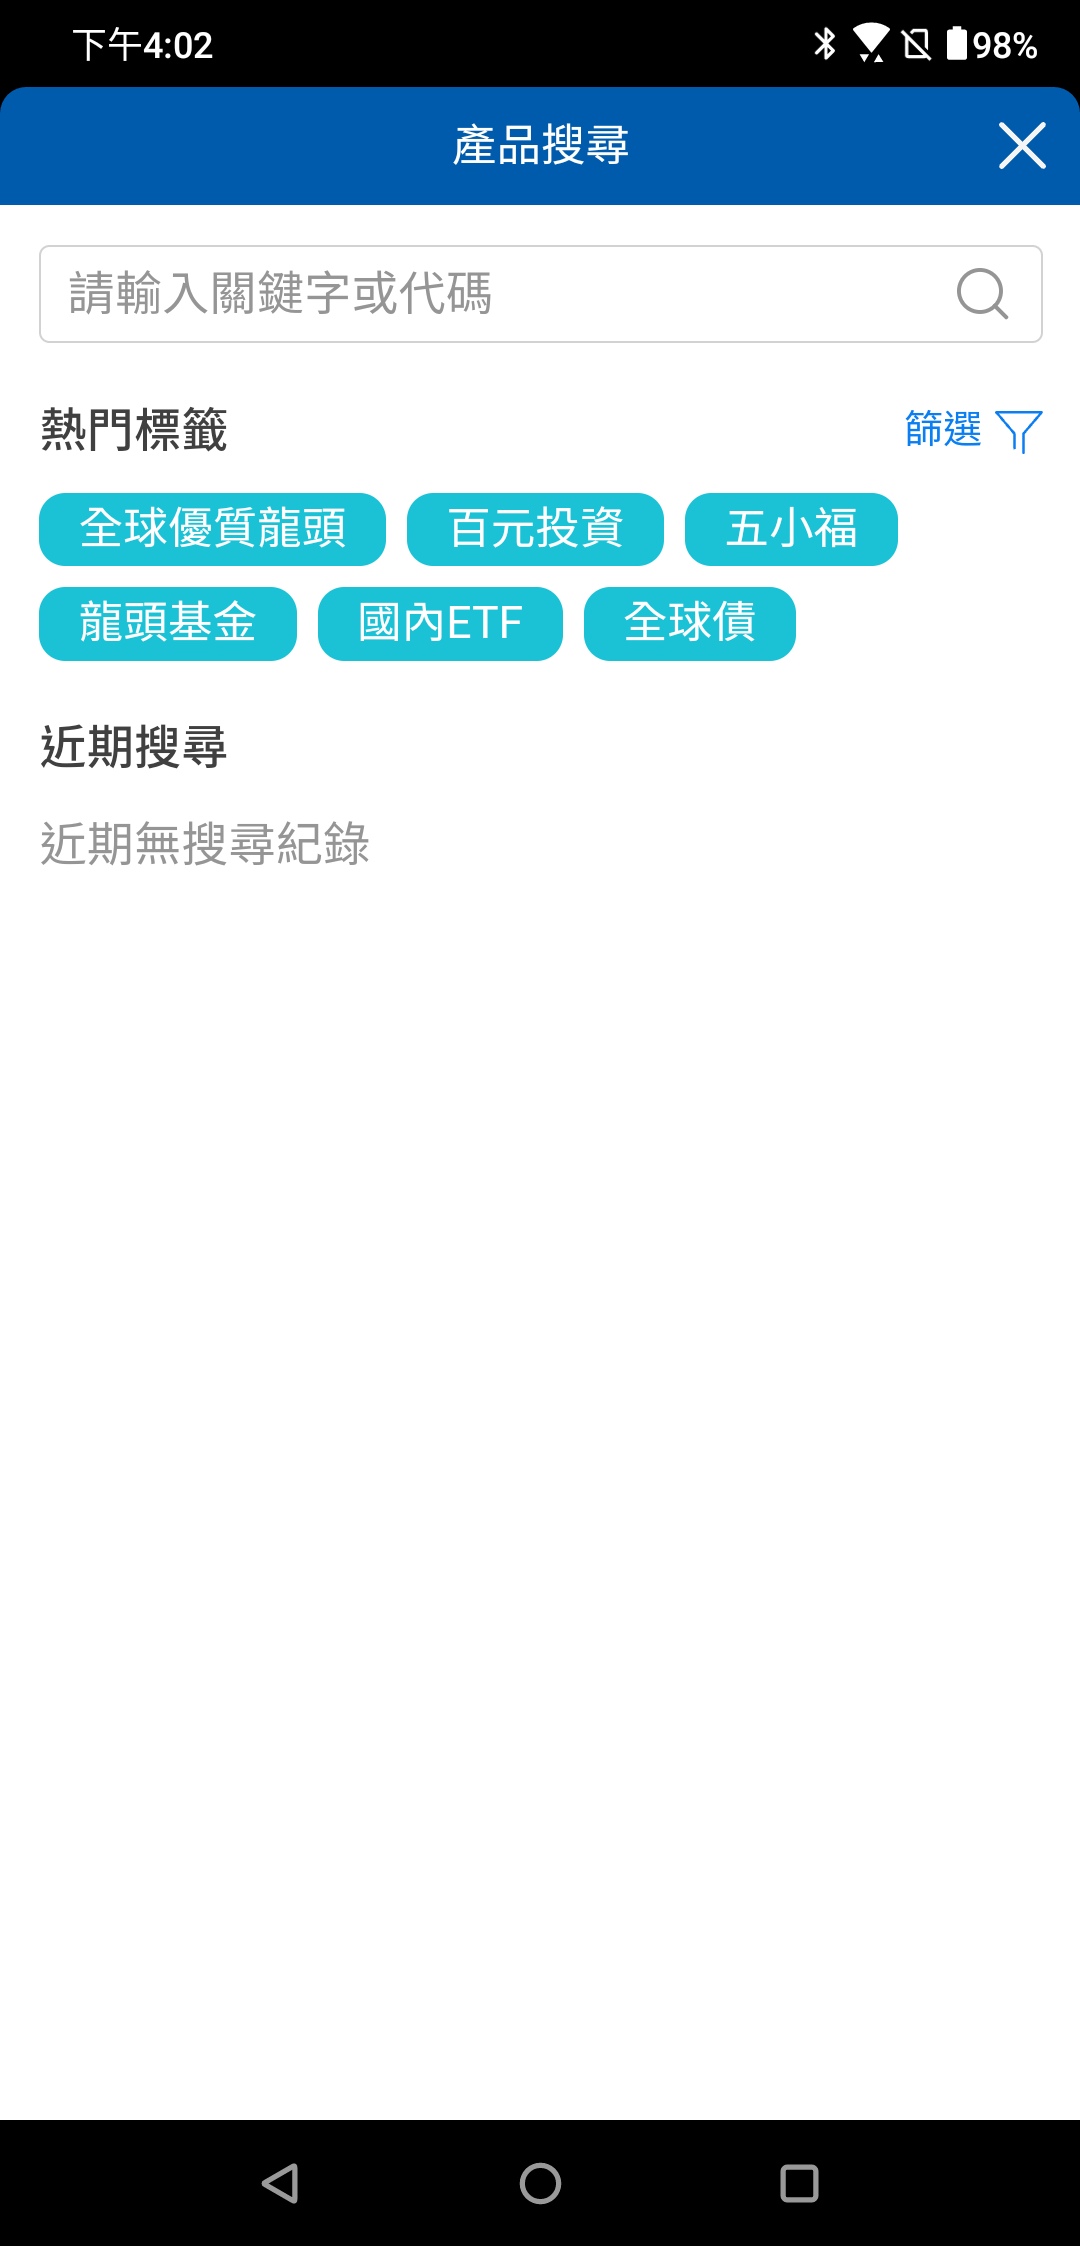 下午4:02 98%
產品搜尋
請輸入關鍵字或代碼
熱門標籤 篩選
全球優質龍頭 百元投資 五小福
龍頭基金 國內ETF 全球債
近期搜尋
近期無搜尋紀錄